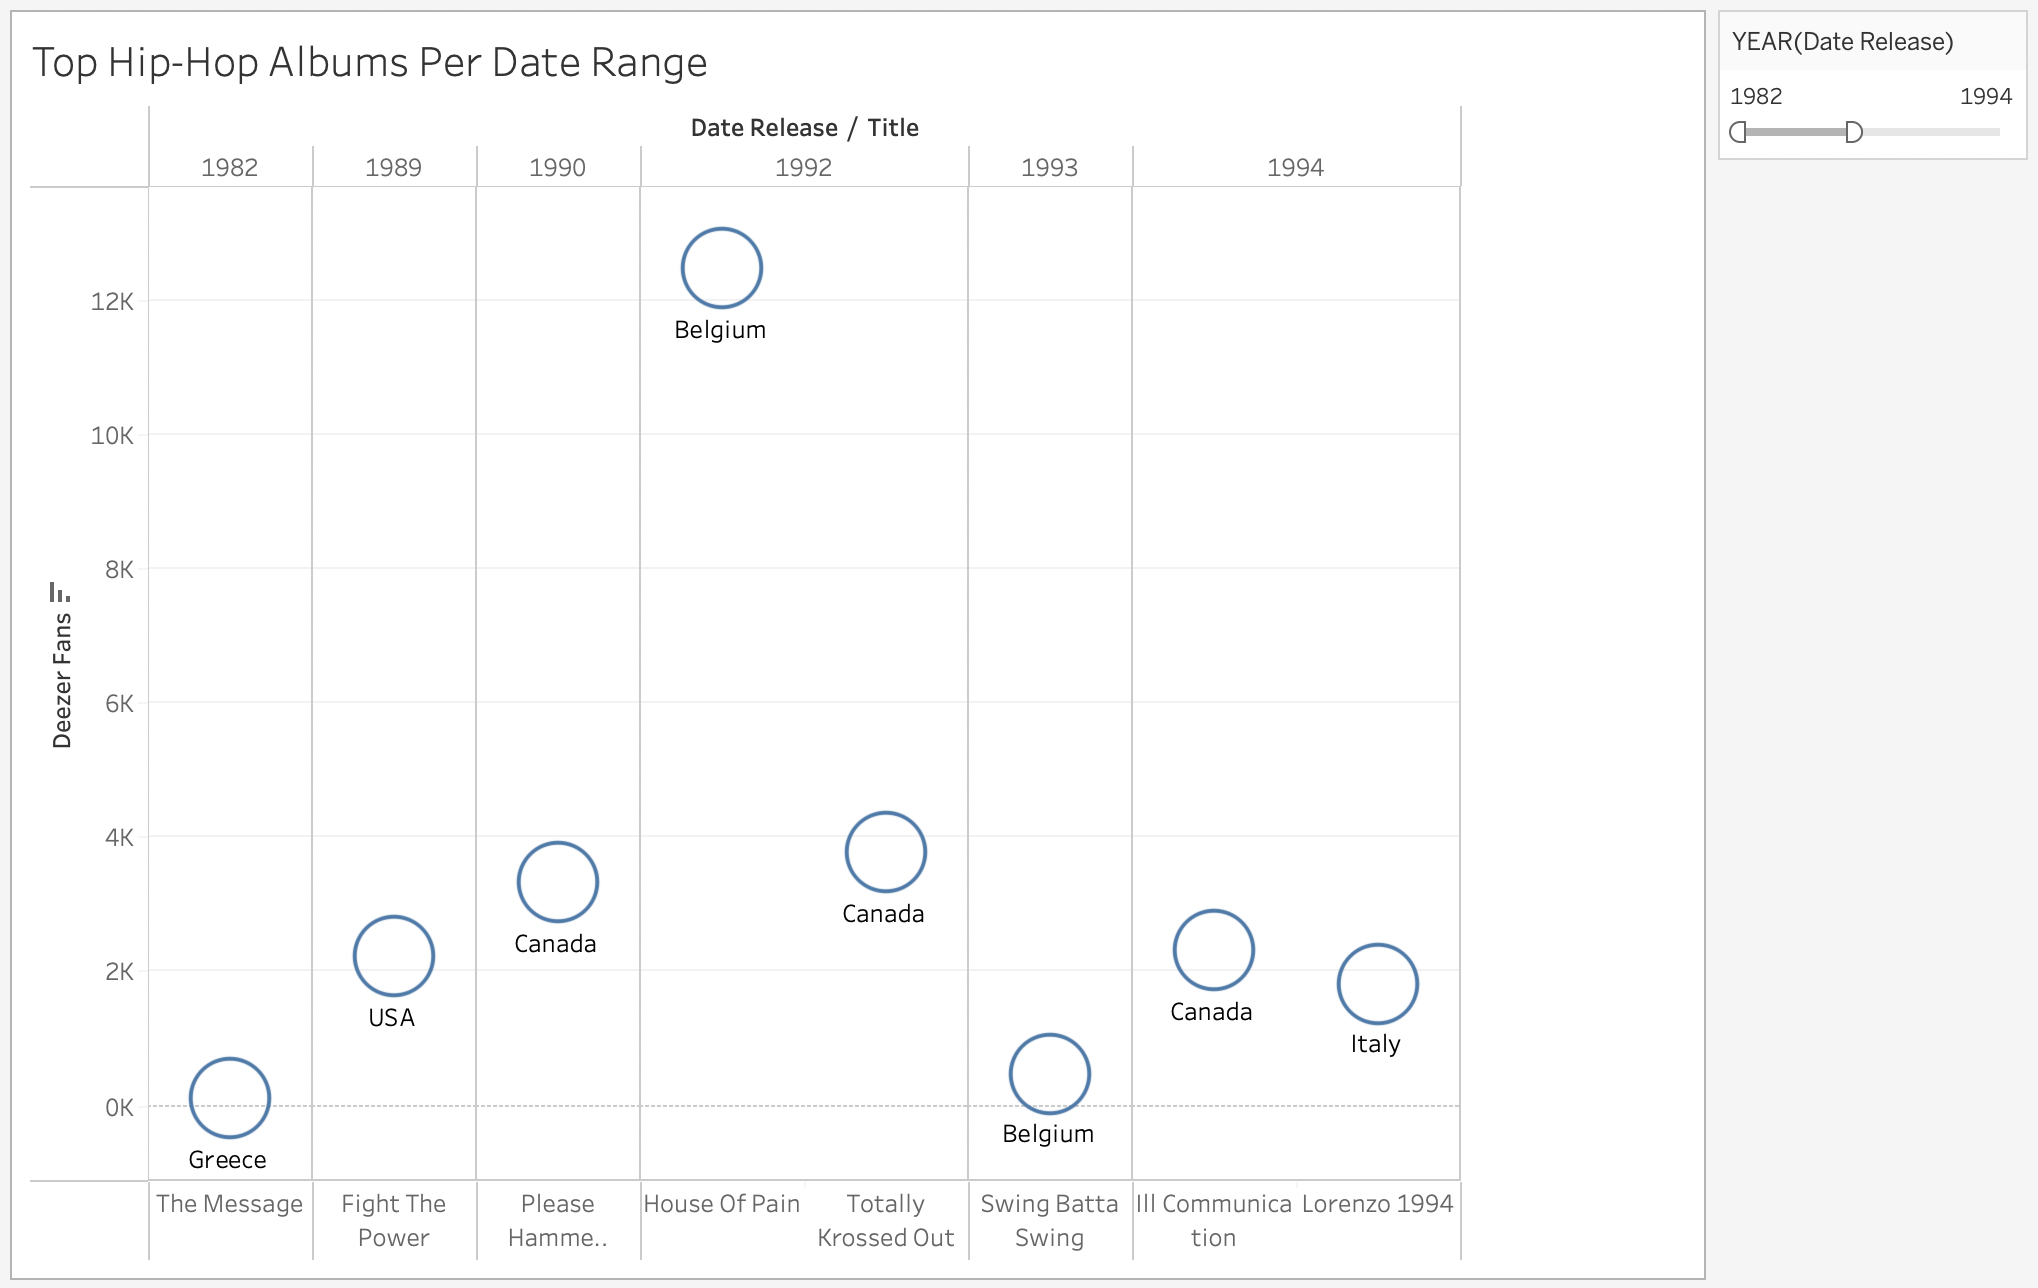 Top Hip-Hop Albums Per Date Range
YEAR(Date Release)
1982 1994
Date Release / Title
1982 1989 1990 1992 1993 1994
12K
10K
8K
6K
4K
2K
0K
Deezer Fans
Belgium
Canada
Canada
USA
Canada
Italy
Belgium
Greece
The Message
Fight The
Power
Please
Hamme..
House Of Pain
Totally
Krossed Out
Swing Batta
Swing
Ill Communica
tion
Lorenzo 1994